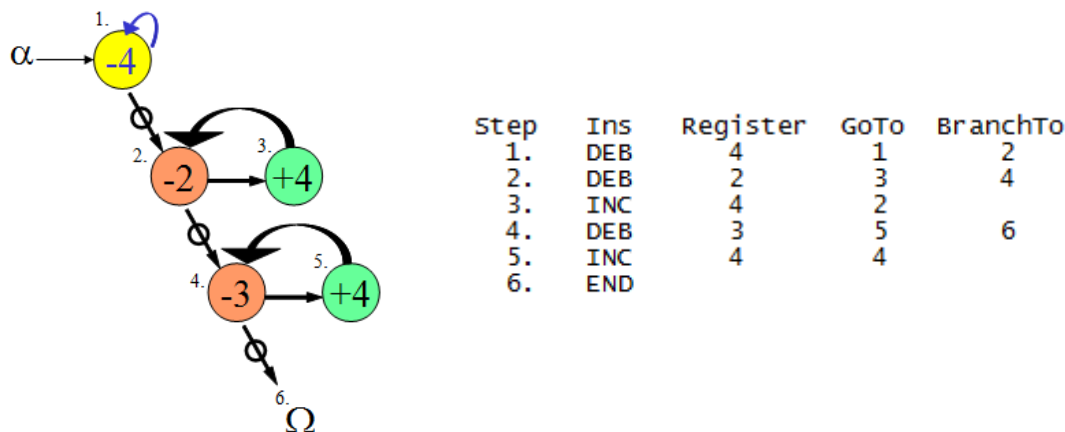 1.
α
-4
2.
-2
3.
+4
4.
-3
5.
+4
6.
Ω
Step Ins Register GoTo BranchTo
1. DEB 4 1 2
2. DEB 2 3 4
3. INC 4 2
4. DEB 3 5 6
5. INC 4 4
6. END